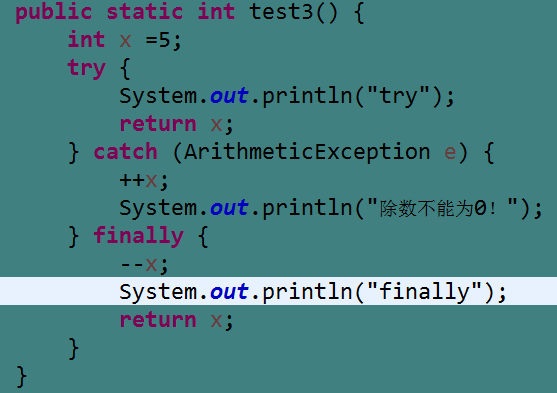 public static int test3() {
int x =5;
try {
System.out.println("try");
return x;
} catch (ArithmeticException e) {
++x;
System.out.println("除数不能为0！");
} finally {
--x;
System.out.println("finally");
return x;
}
}